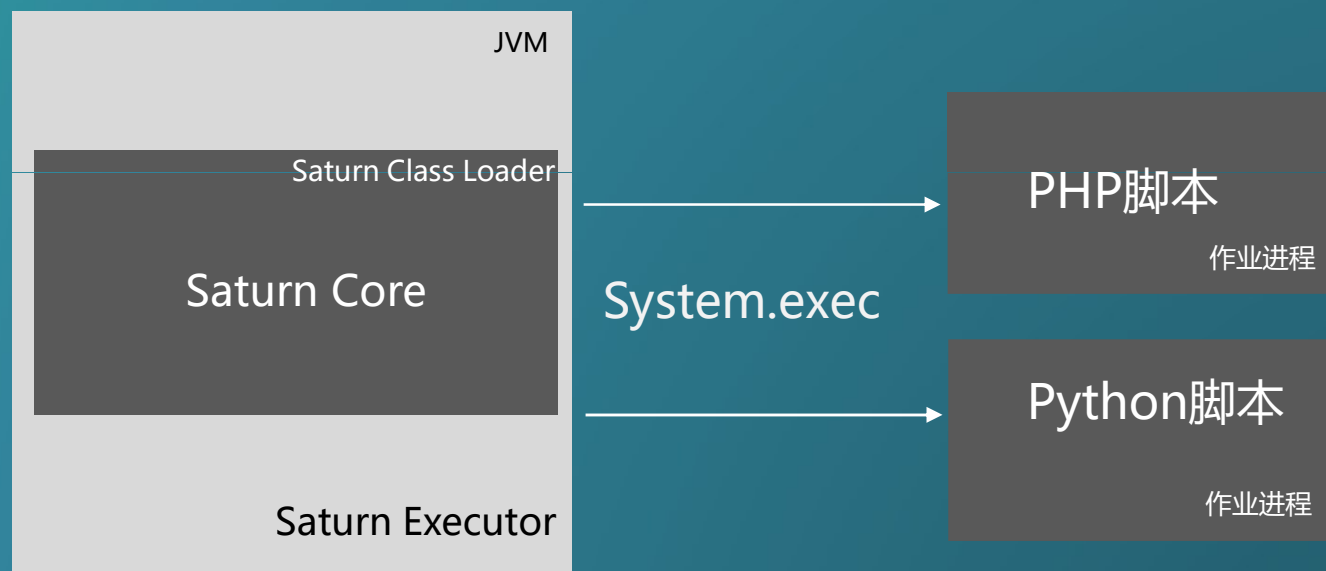 JVM
Saturn Class Loader
Saturn Core
Saturn Executor
System.exec
PHP脚本
作业进程
Python脚本
作业进程